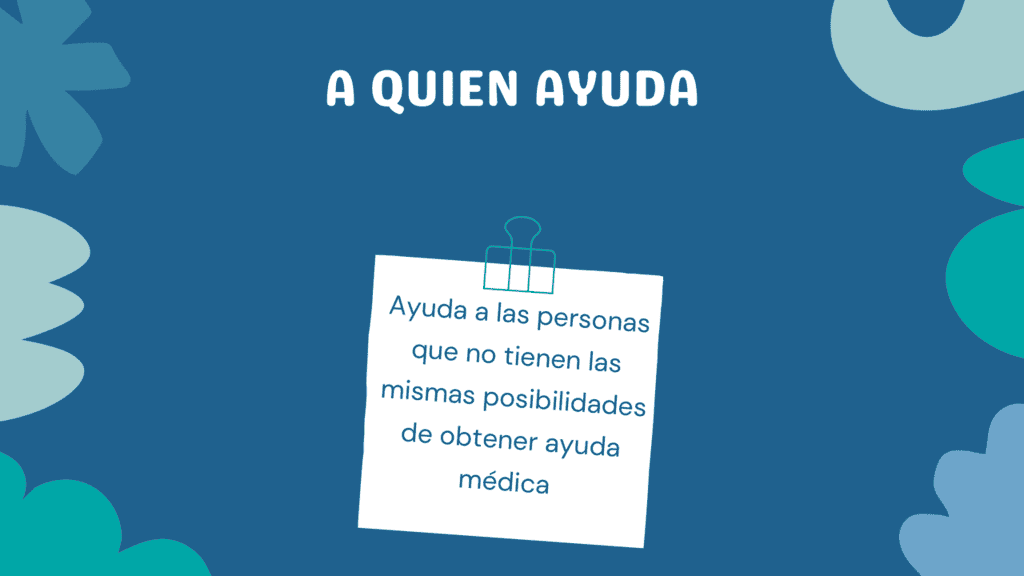 A QUIEN AYUDA
Ayuda a las personas
que no tienen las
mismas posibilidades
de obtener ayuda
médica